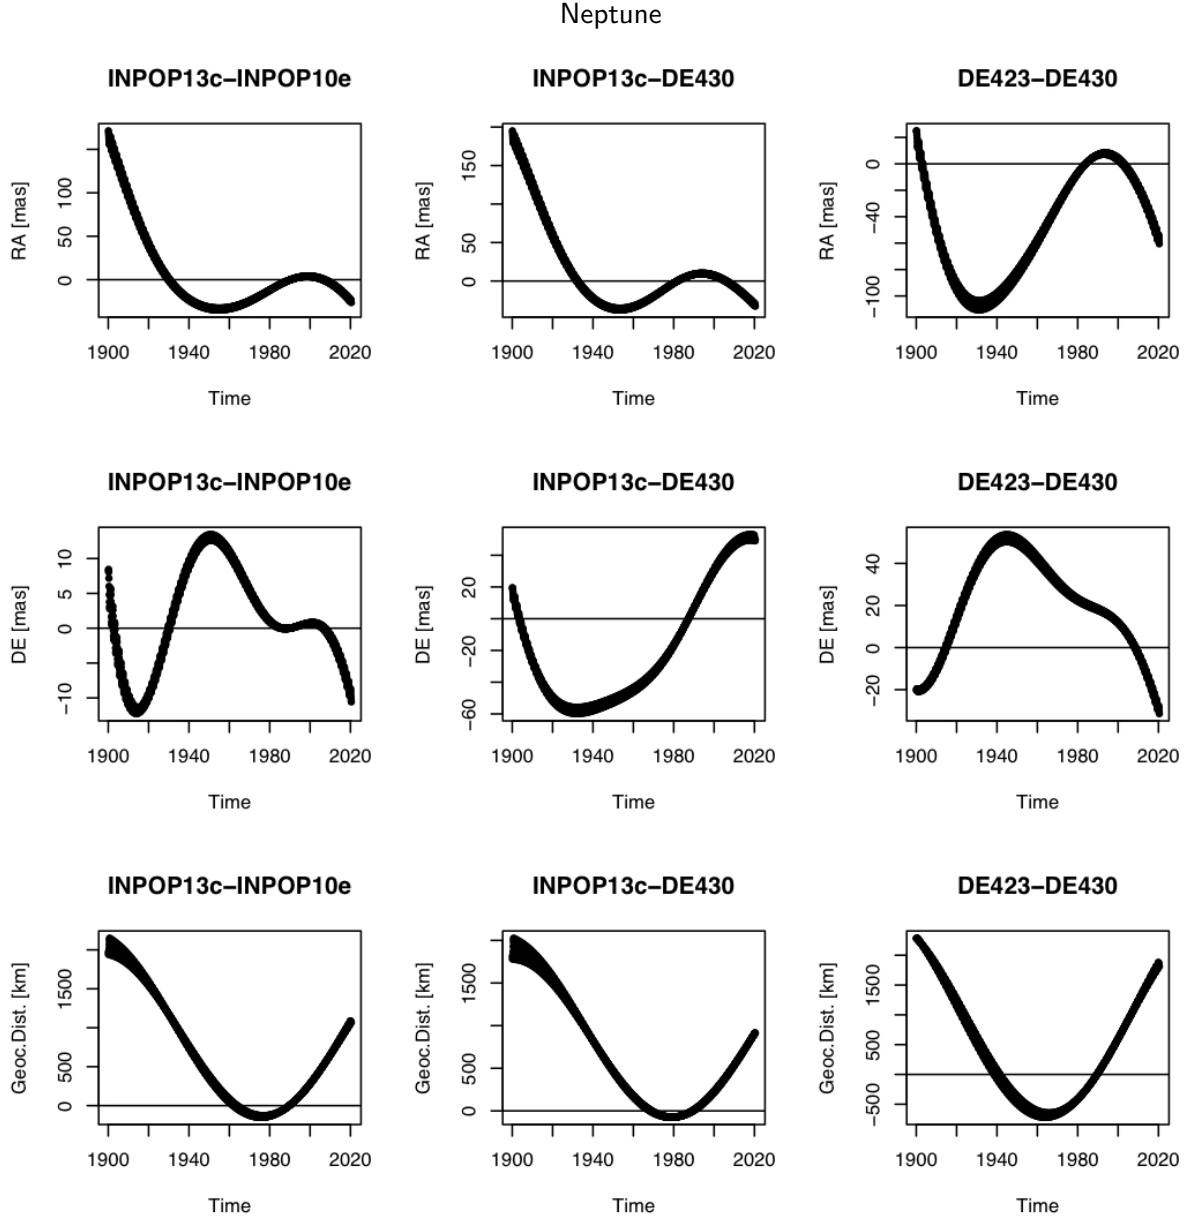 Neptune
INPOP13c–INPOP10e
INPOP13c–DE430
DE423–DE430
RA [mas]
0 50 100
1900 1940 1980 2020
Time
RA [mas]
0 50 150
1900 1940 1980 2020
Time
RA [mas]
−100 −40 0
1900 1940 1980 2020
Time
INPOP13c–INPOP10e
INPOP13c–DE430
DE423–DE430
DE [mas]
−10 0 5 10
1900 1940 1980 2020
Time
DE [mas]
−60 −20 20
1900 1940 1980 2020
Time
DE [mas]
−20 0 20 40
1900 1940 1980 2020
Time
INPOP13c–INPOP10e
INPOP13c–DE430
DE423–DE430
Geoc.Dist. [km]
0 500 1500
1900 1940 1980 2020
Time
Geoc.Dist. [km]
0 500 1500
1900 1940 1980 2020
Time
Geoc.Dist. [km]
−500 500 1500
1900 1940 1980 2020
Time